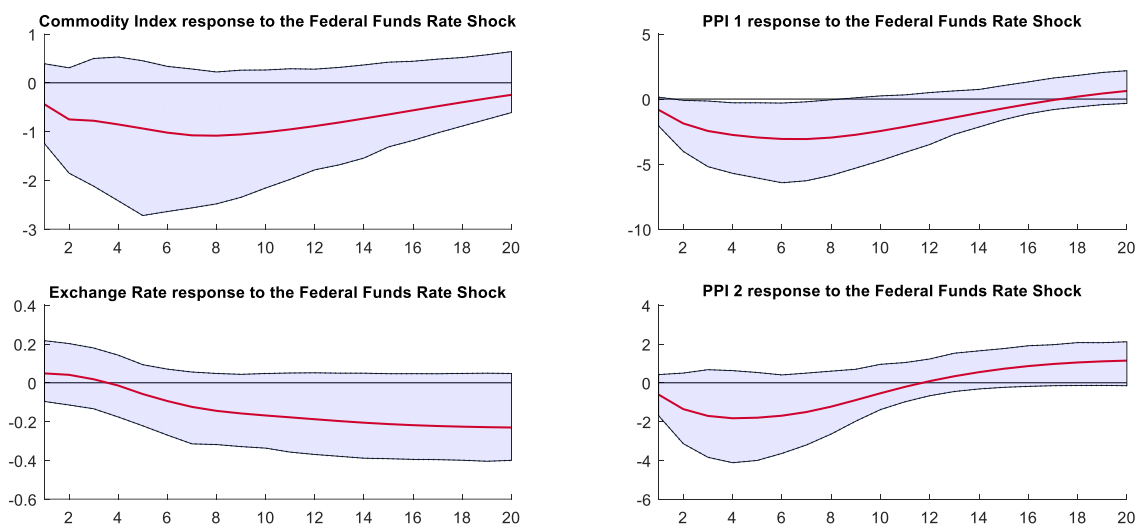 Commodity Index response to the Federal Funds Rate Shock
1
0
-1
-2
-3
2 4 6 8 10 12 14 16 18 20
PPI 1 response to the Federal Funds Rate Shock
5
0
-5
-10
2 4 6 8 10 12 14 16 18 20
Exchange Rate response to the Federal Funds Rate Shock
0.4
0.2
0
-0.2
-0.4
-0.6
2 4 6 8 10 12 14 16 18 20
PPI 2 response to the Federal Funds Rate Shock
4
2
0
-2
-4
-6
2 4 6 8 10 12 14 16 18 20